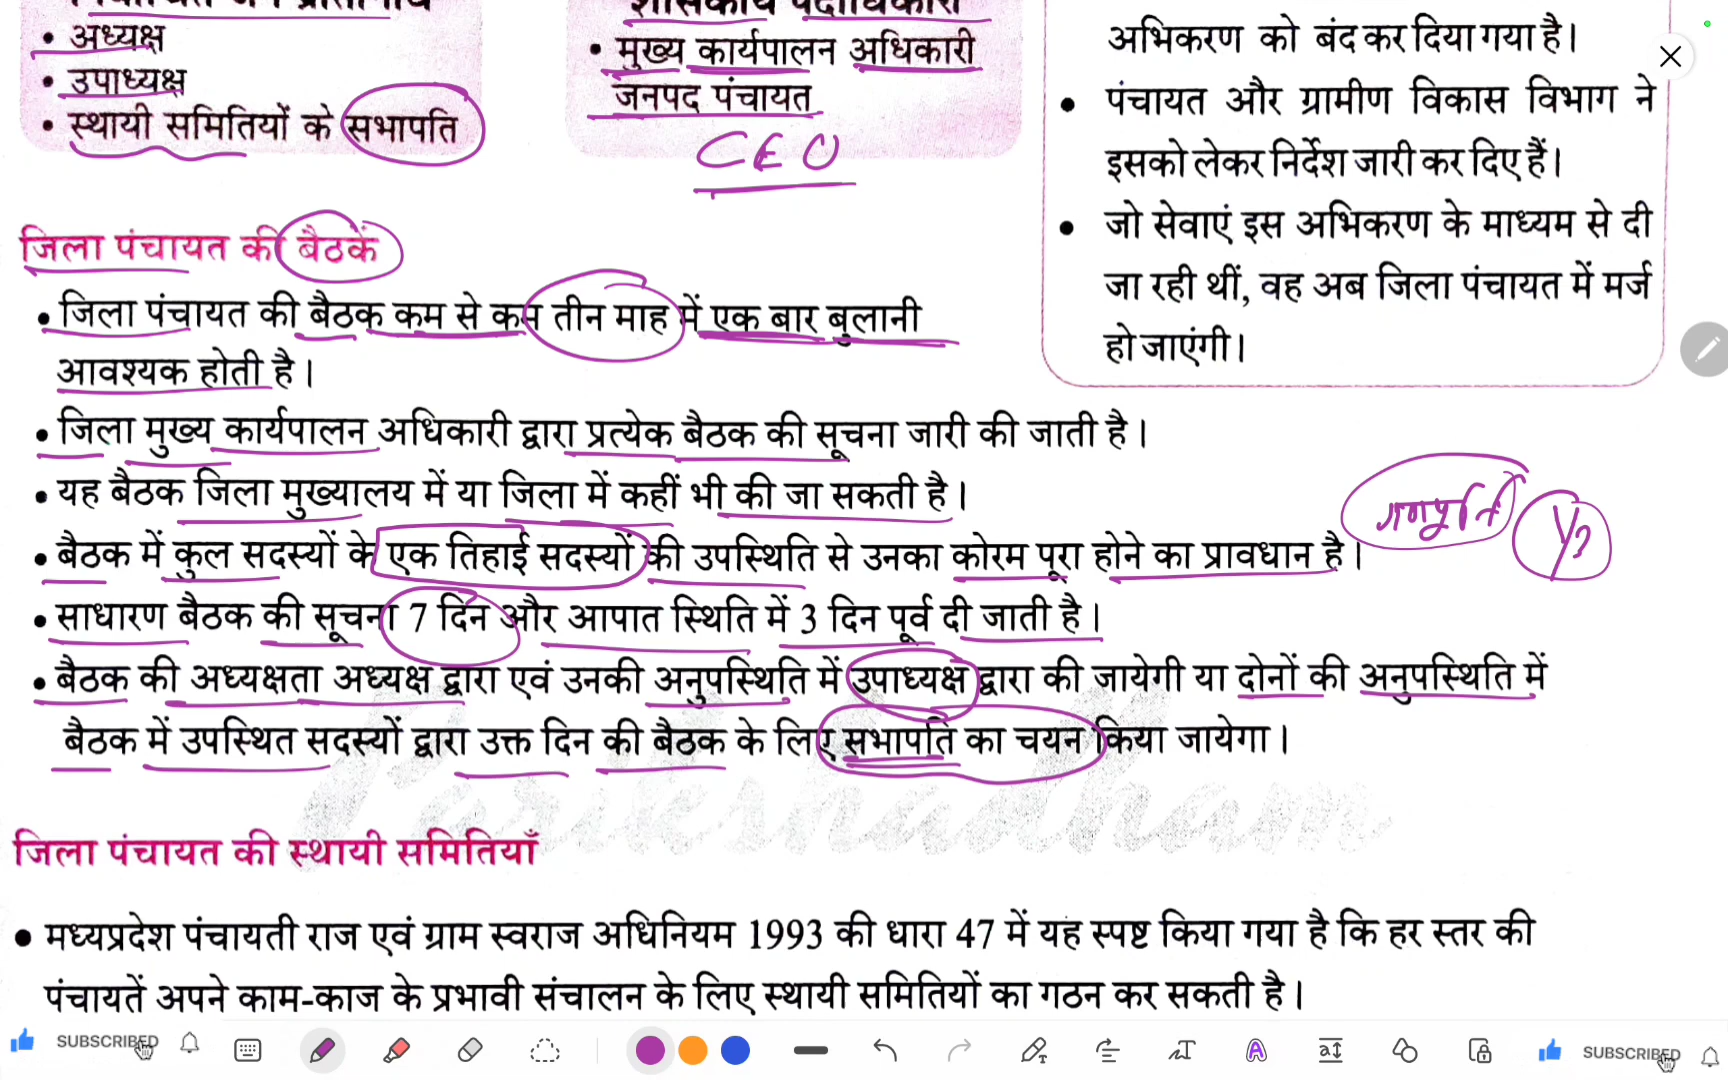 • अध्यक्ष
• उपाध्यक्ष
• स्थायी समितियों के सभापति
शासकीय पदाधिकारी
• मुख्य कार्यपालन अधिकारी
जनपद पंचायत
CEO
अभिकरण को बंद कर दिया गया है।
• पंचायत और ग्रामीण विकास विभाग ने
इसको लेकर निर्देश जारी कर दिए हैं।
• जो सेवाएं इस अभिकरण के माध्यम से दी
जा रही थीं, वह अब जिला पंचायत में मर्ज
हो जाएंगी।
जिला पंचायत की बैठकें
• जिला पंचायत की बैठक कम से कम तीन माह में एक बार बुलानी
आवश्यक होती है।
• जिला मुख्य कार्यपालन अधिकारी द्वारा प्रत्येक बैठक की सूचना जारी की जाती है।
• यह बैठक जिला मुख्यालय में या जिला में कहीं भी की जा सकती है।
• बैठक में कुल सदस्यों के एक तिहाई सदस्यों की उपस्थिति से उनका कोरम पूरा होने का प्रावधान है।
गणपूर्ति 1/3
• साधारण बैठक की सूचना 7 दिन और आपात स्थिति में 3 दिन पूर्व दी जाती है।
• बैठक की अध्यक्षता अध्यक्ष द्वारा एवं उनकी अनुपस्थिति में उपाध्यक्ष द्वारा की जायेगी या दोनों की अनुपस्थिति में
बैठक में उपस्थित सदस्यों द्वारा उक्त दिन की बैठक के लिए सभापति का चयन किया जायेगा।
जिला पंचायत की स्थायी समितियाँ
• मध्यप्रदेश पंचायती राज एवं ग्राम स्वराज अधिनियम 1993 की धारा 47 में यह स्पष्ट किया गया है कि हर स्तर की
पंचायतें अपने काम-काज के प्रभावी संचालन के लिए स्थायी समितियों का गठन कर सकती है।
SUBSCRIBED
SUBSCRIBED